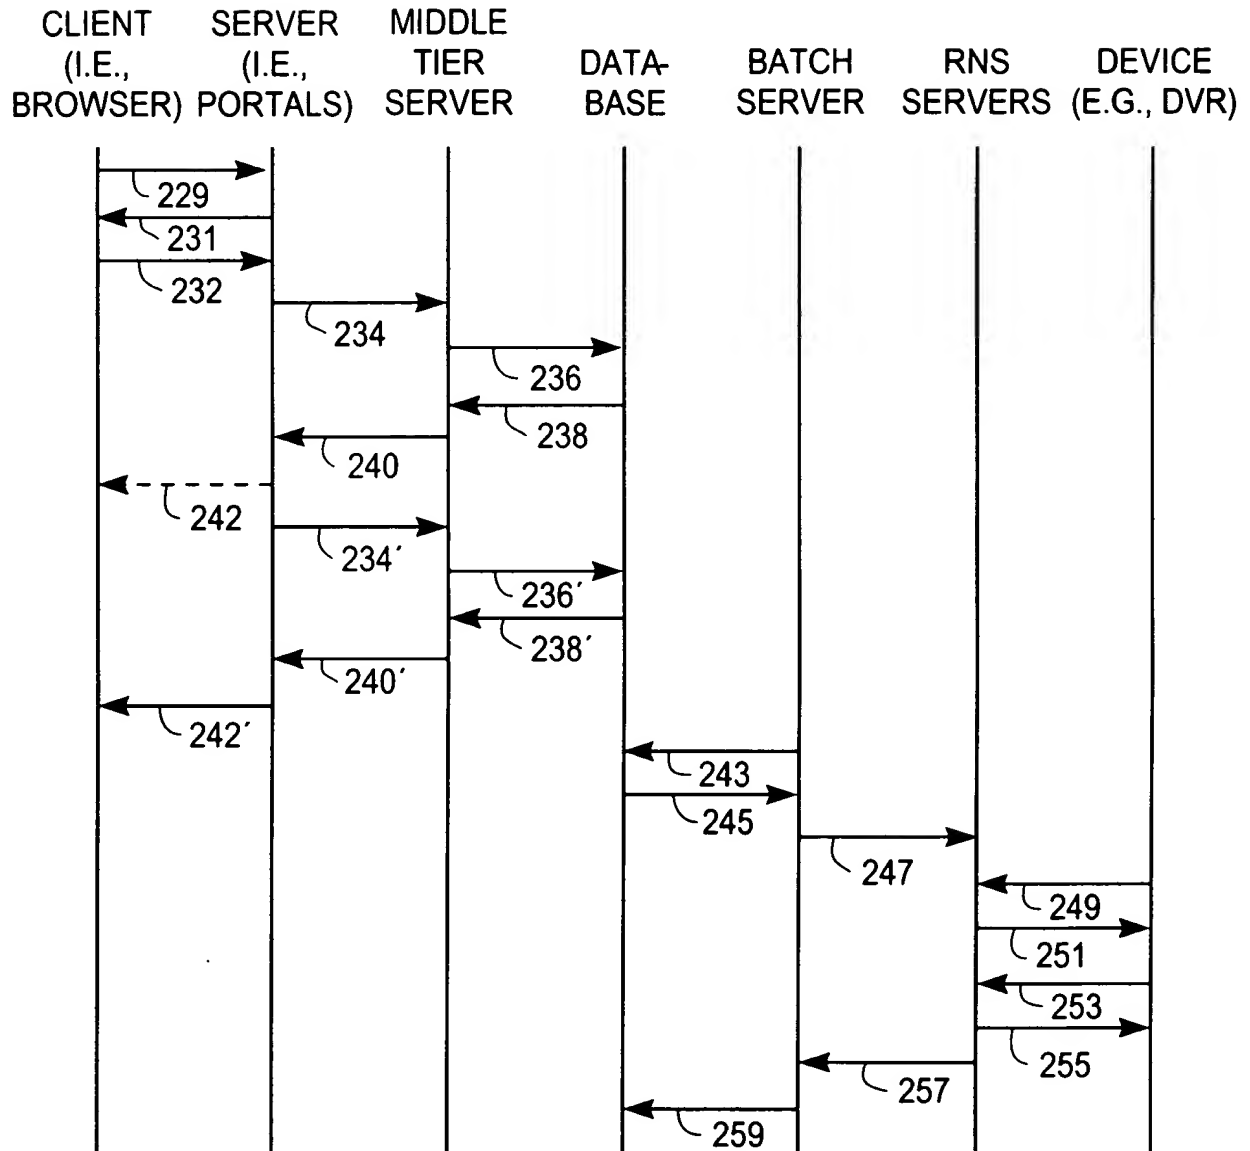 CLIENT
(I.E.,
BROWSER)
SERVER
(I.E.,
PORTALS)
MIDDLE
TIER
SERVER
DATA-
BASE
BATCH
SERVER
RNS
SERVERS
DEVICE
(E.G., DVR)
229
231
232
234
236
238
240
242
234´
236´
238´
240´
242´
243
245
247
249
251
253
255
257
259